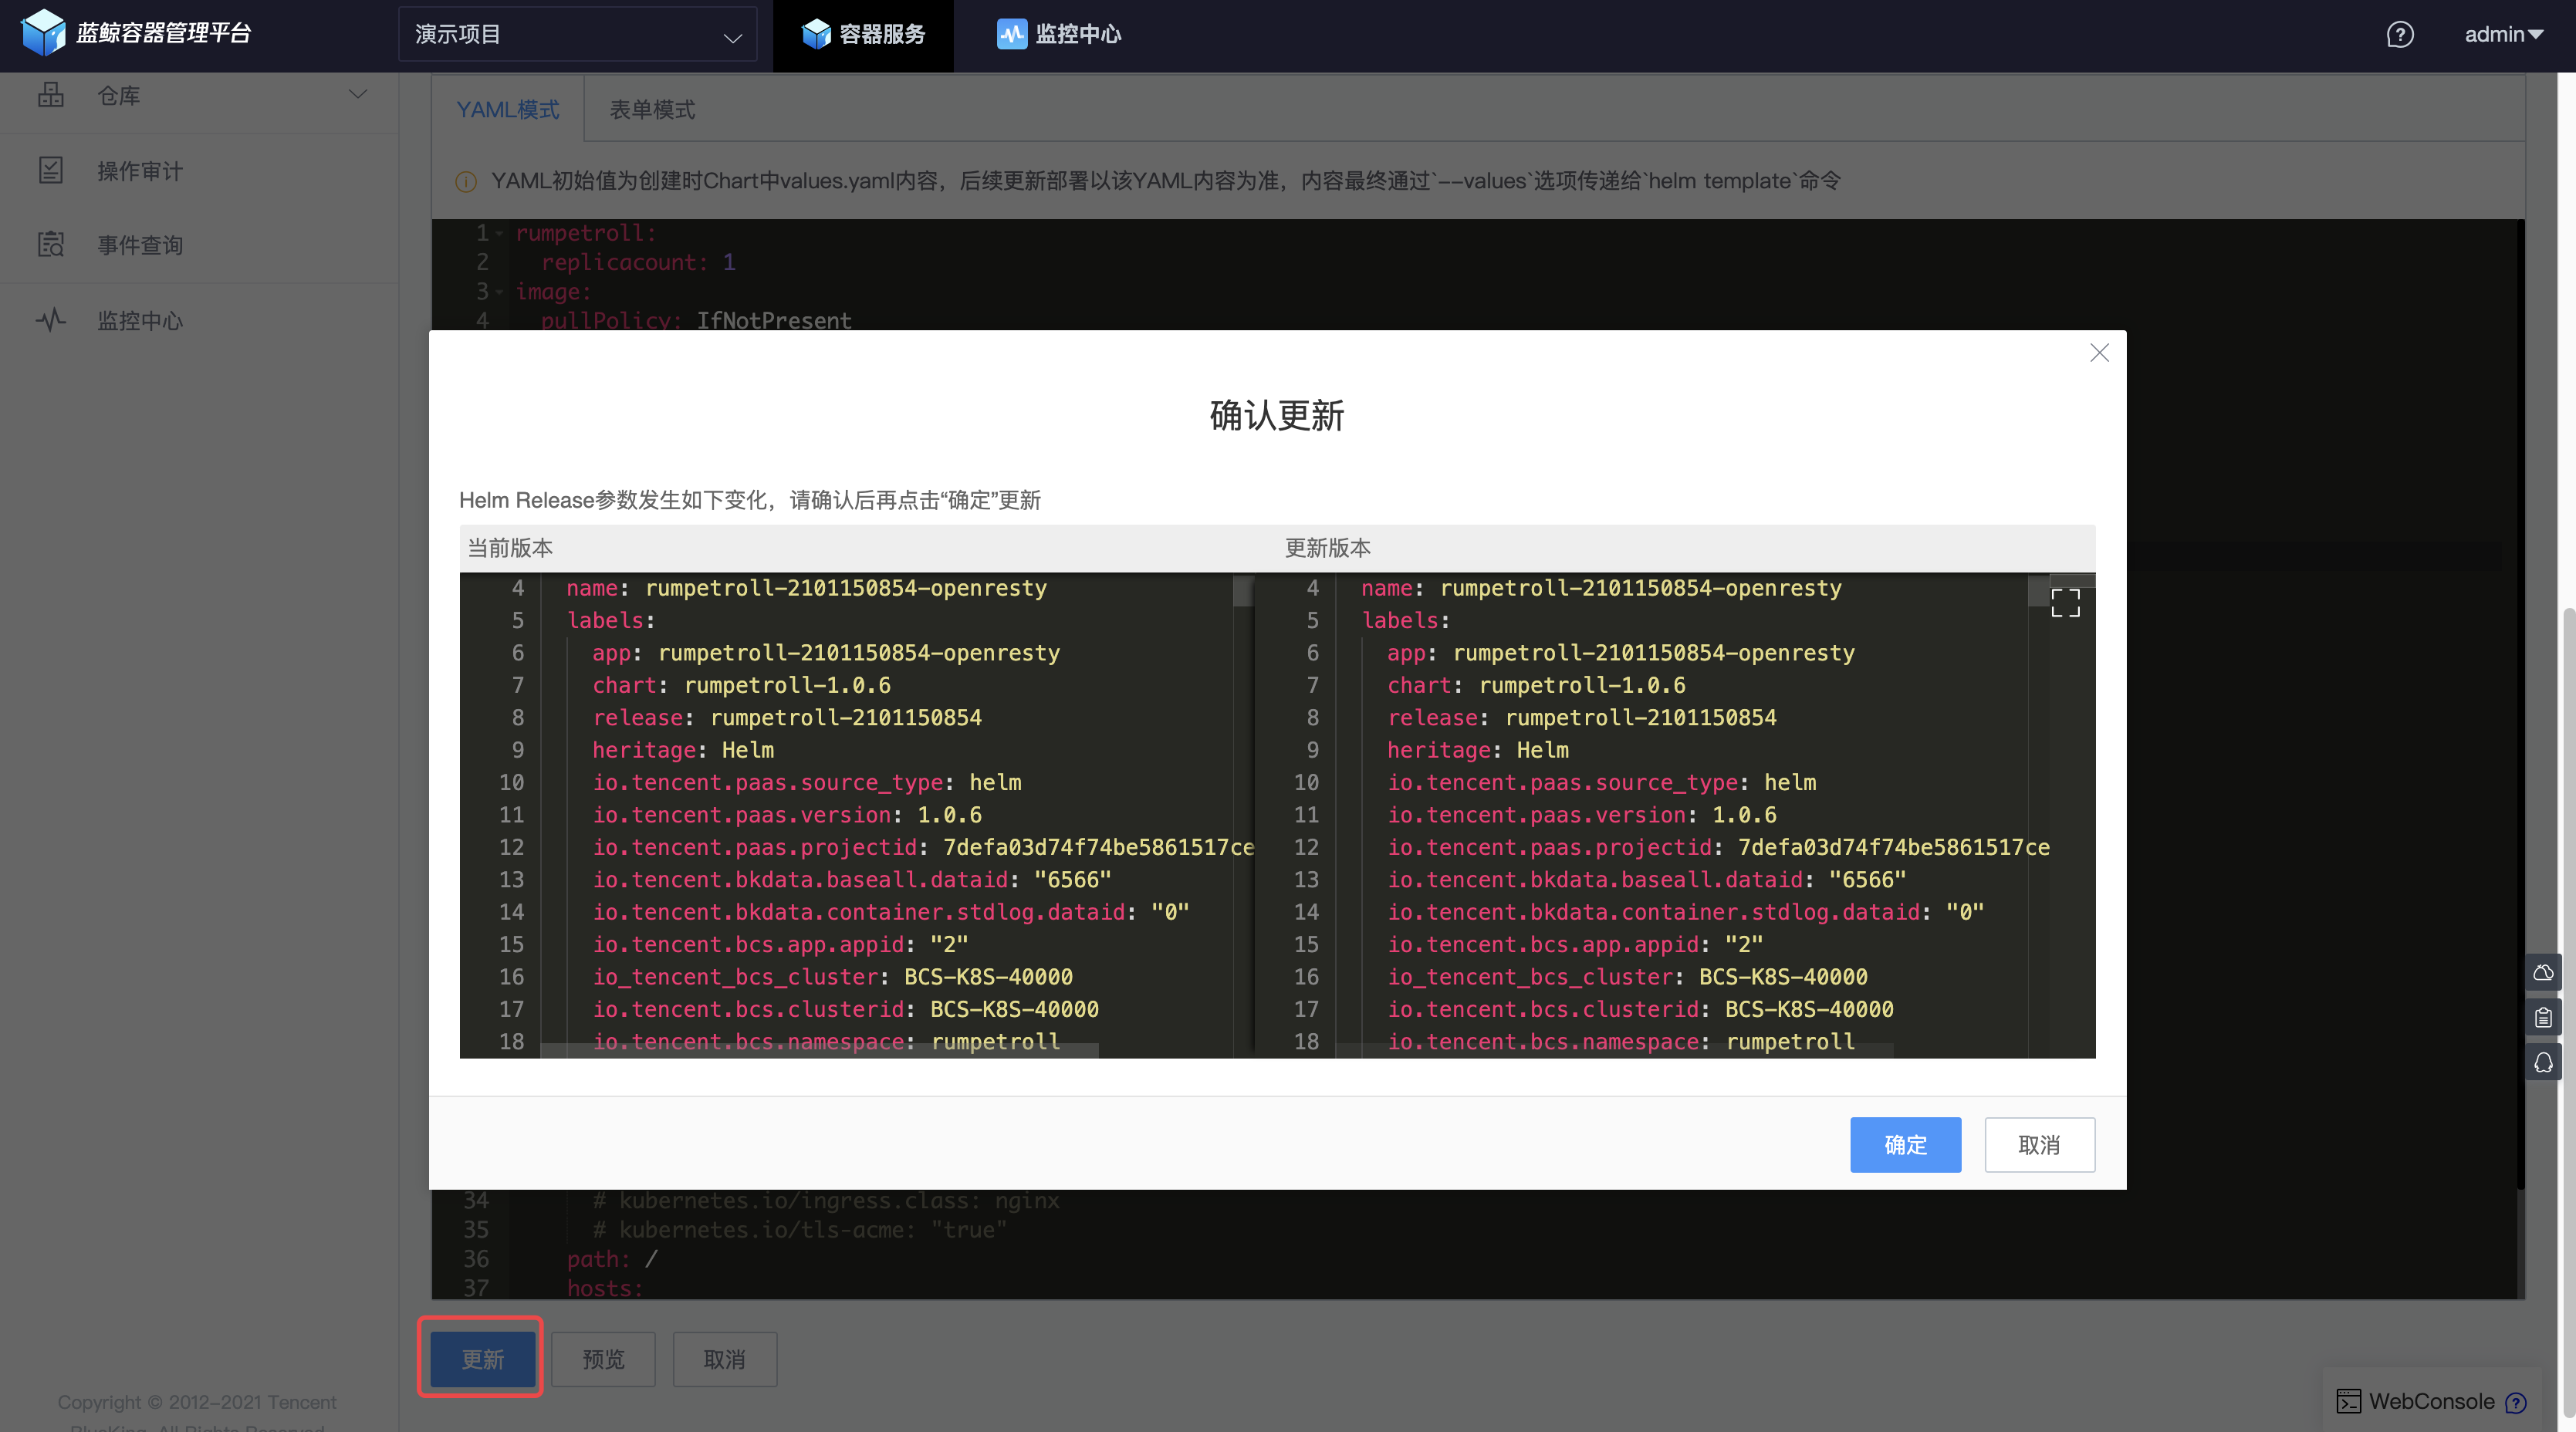 蓝鲸容器管理平台
演示项目
容器服务
监控中心
admin
仓库
操作审计
事件查询
监控中心
YAML模式
表单模式
YAML初始值为创建时Chart中values.yaml内容，后续更新部署以该YAML内容为准，内容最终通过`--values`选项传递给`helm template`命令
1 rumpetroll:
2 replicacount: 1
3 image:
4 pullPolicy: IfNotPresent
确认更新
Helm Release参数发生如下变化，请确认后再点击“确定”更新
当前版本
更新版本
4 name: rumpetroll-2101150854-openresty
5 labels:
6 app: rumpetroll-2101150854-openresty
7 chart: rumpetroll-1.0.6
8 release: rumpetroll-2101150854
9 heritage: Helm
10 io.tencent.paas.source_type: helm
11 io.tencent.paas.version: 1.0.6
12 io.tencent.paas.projectid: 7defa03d74f74be5861517ce
13 io.tencent.bkdata.baseall.dataid: "6566"
14 io.tencent.bkdata.container.stdlog.dataid: "0"
15 io.tencent.bcs.app.appid: "2"
16 io_tencent_bcs_cluster: BCS-K8S-40000
17 io.tencent.bcs.clusterid: BCS-K8S-40000
18 io.tencent.bcs.namespace: rumpetroll
4 name: rumpetroll-2101150854-openresty
5 labels:
6 app: rumpetroll-2101150854-openresty
7 chart: rumpetroll-1.0.6
8 release: rumpetroll-2101150854
9 heritage: Helm
10 io.tencent.paas.source_type: helm
11 io.tencent.paas.version: 1.0.6
12 io.tencent.paas.projectid: 7defa03d74f74be5861517ce
13 io.tencent.bkdata.baseall.dataid: "6566"
14 io.tencent.bkdata.container.stdlog.dataid: "0"
15 io.tencent.bcs.app.appid: "2"
16 io_tencent_bcs_cluster: BCS-K8S-40000
17 io.tencent.bcs.clusterid: BCS-K8S-40000
18 io.tencent.bcs.namespace: rumpetroll
确定
取消
34 # kubernetes.io/ingress.class: nginx
35 # kubernetes.io/tls-acme: "true"
36 path: /
37 hosts:
更新
预览
取消
Copyright © 2012-2021 Tencent
BlueKing. All Rights Reserved
WebConsole